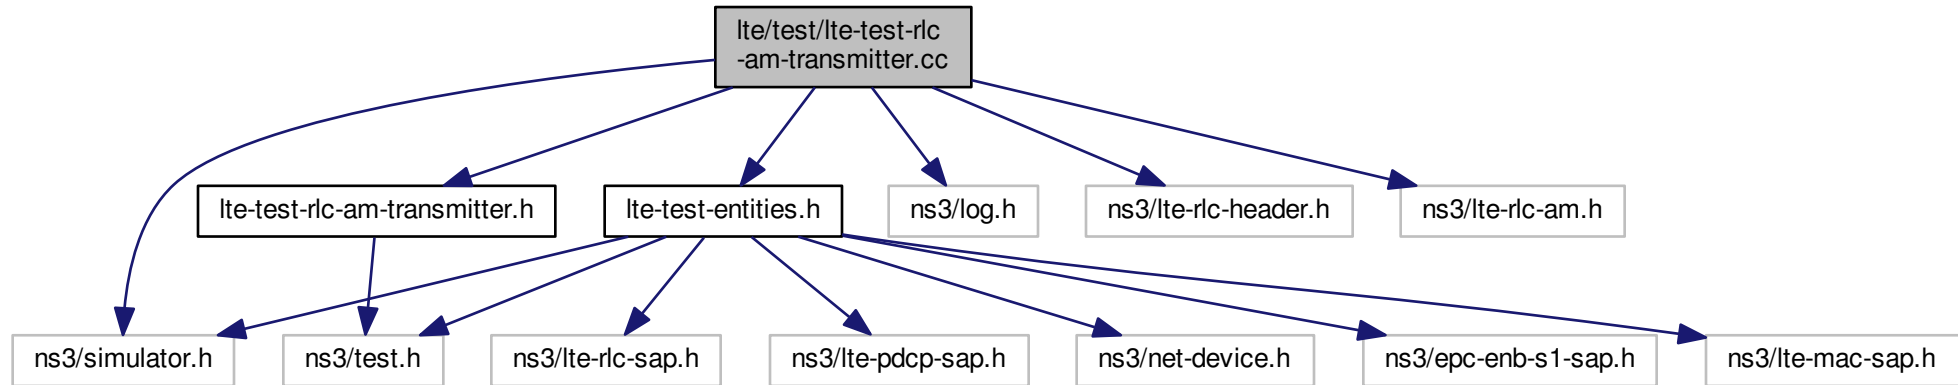 lte/test/lte-test-rlc
-am-transmitter.cc
lte-test-rlc-am-transmitter.h
lte-test-entities.h
ns3/log.h
ns3/lte-rlc-header.h
ns3/lte-rlc-am.h
ns3/simulator.h
ns3/test.h
ns3/lte-rlc-sap.h
ns3/lte-pdcp-sap.h
ns3/net-device.h
ns3/epc-enb-s1-sap.h
ns3/lte-mac-sap.h